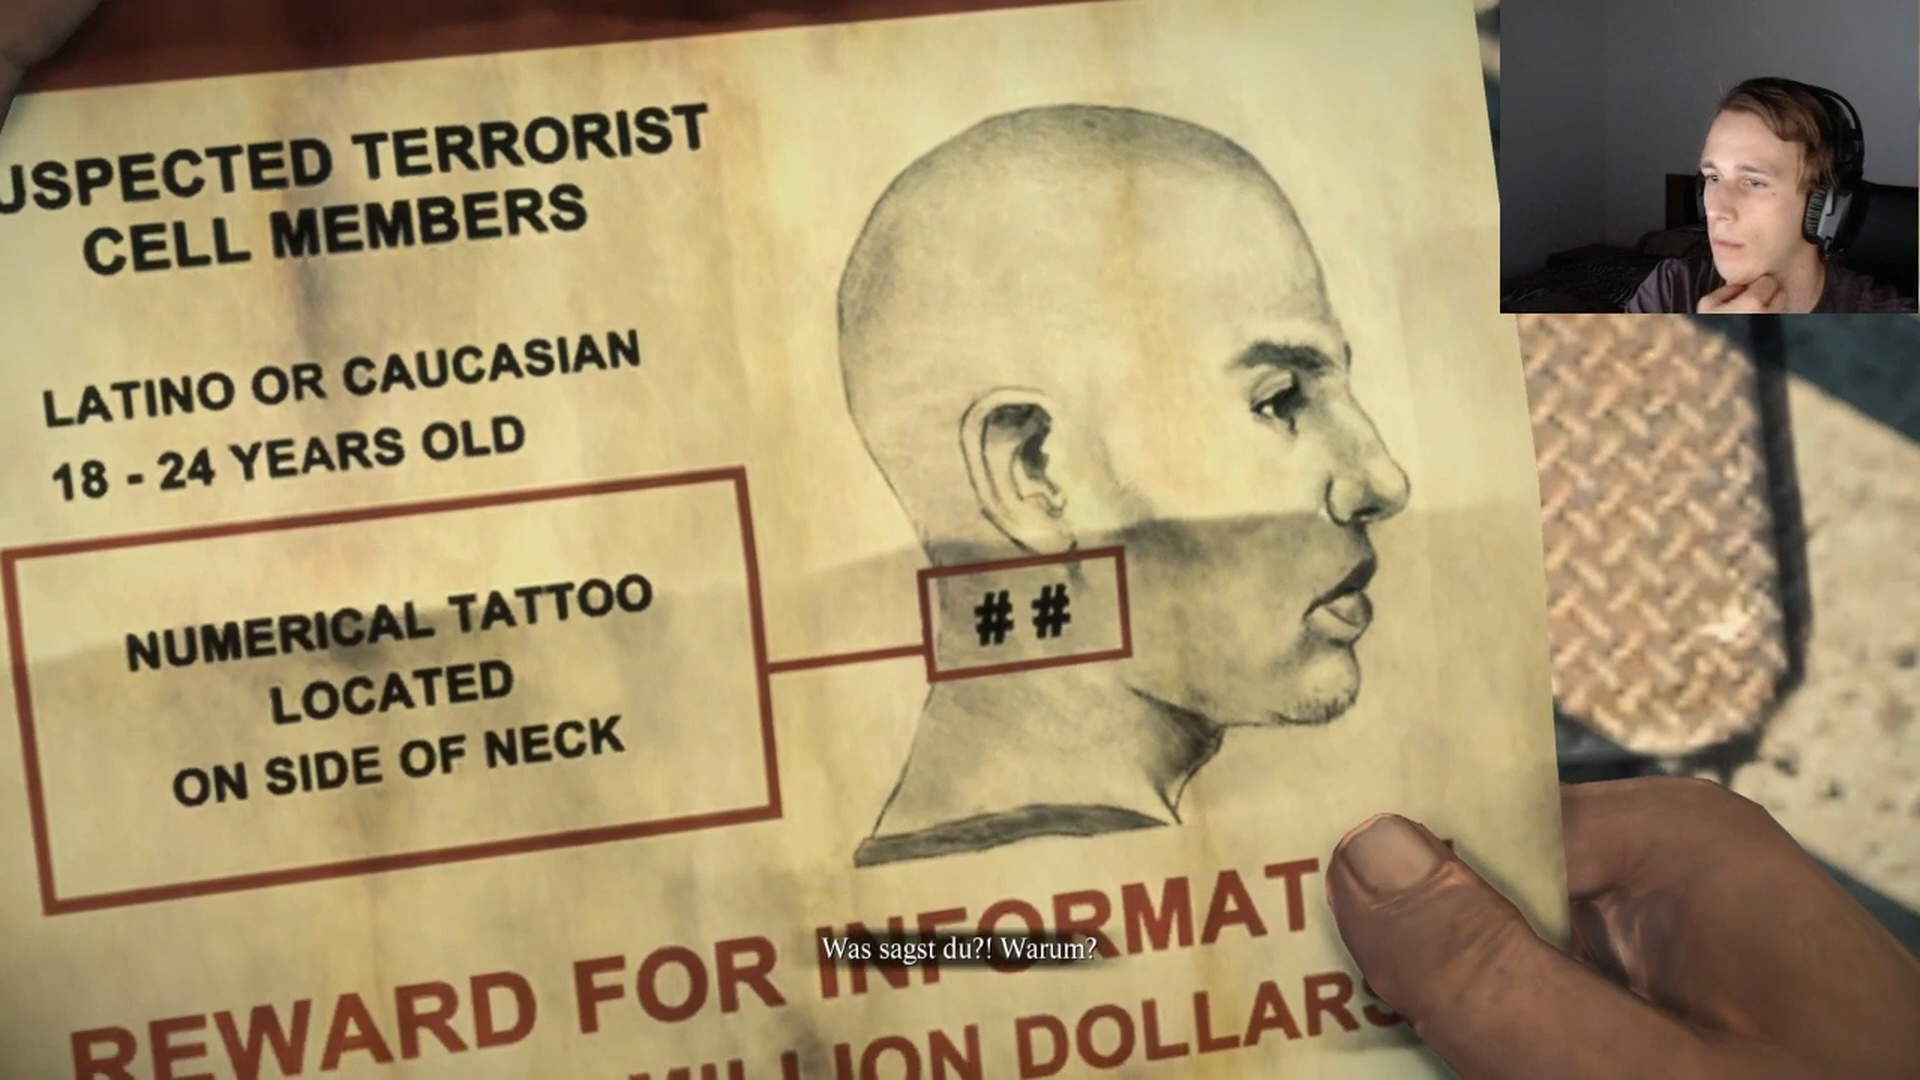 USPECTED TERRORIST
CELL MEMBERS
LATINO OR CAUCASIAN
18 - 24 YEARS OLD
NUMERICAL TATTOO
LOCATED
ON SIDE OF NECK
# #
REWARD FOR INFORMAT
MILLION DOLLARS
Was sagst du?! Warum?